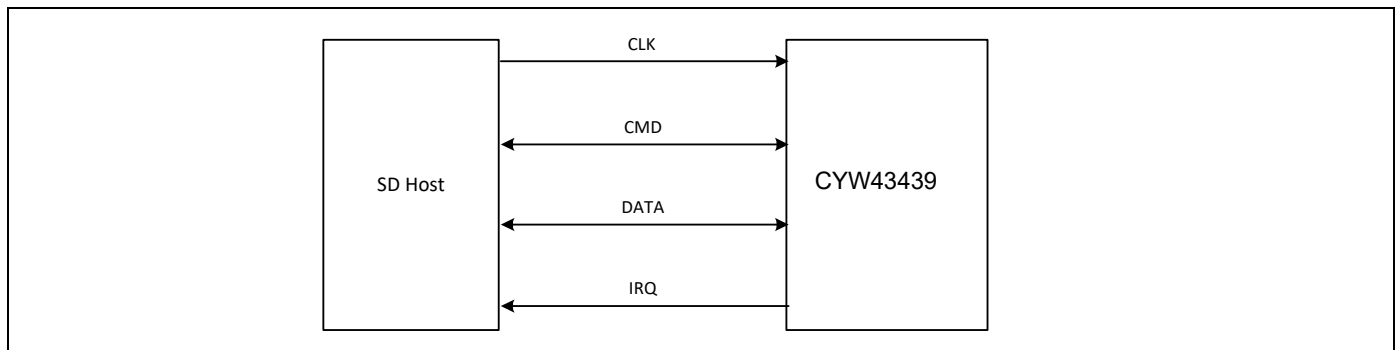 CLK
CMD
SD Host
CYW43439
DATA
IRQ